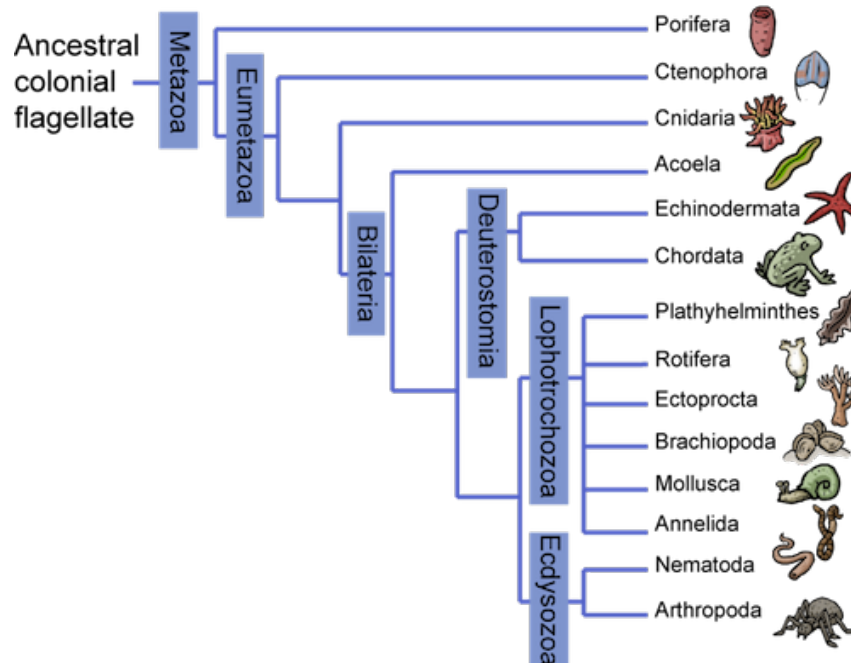 Ancestral
colonial
flagellate
Metazoa
Eumetazoa
Bilateria
Deuterostomia
Lophotrochozoa
Ecdysozoa
Porifera
Ctenophora
Cnidaria
Acoela
Echinodermata
Chordata
Plathyhelminthes
Rotifera
Ectoprocta
Brachiopoda
Mollusca
Annelida
Nematoda
Arthropoda